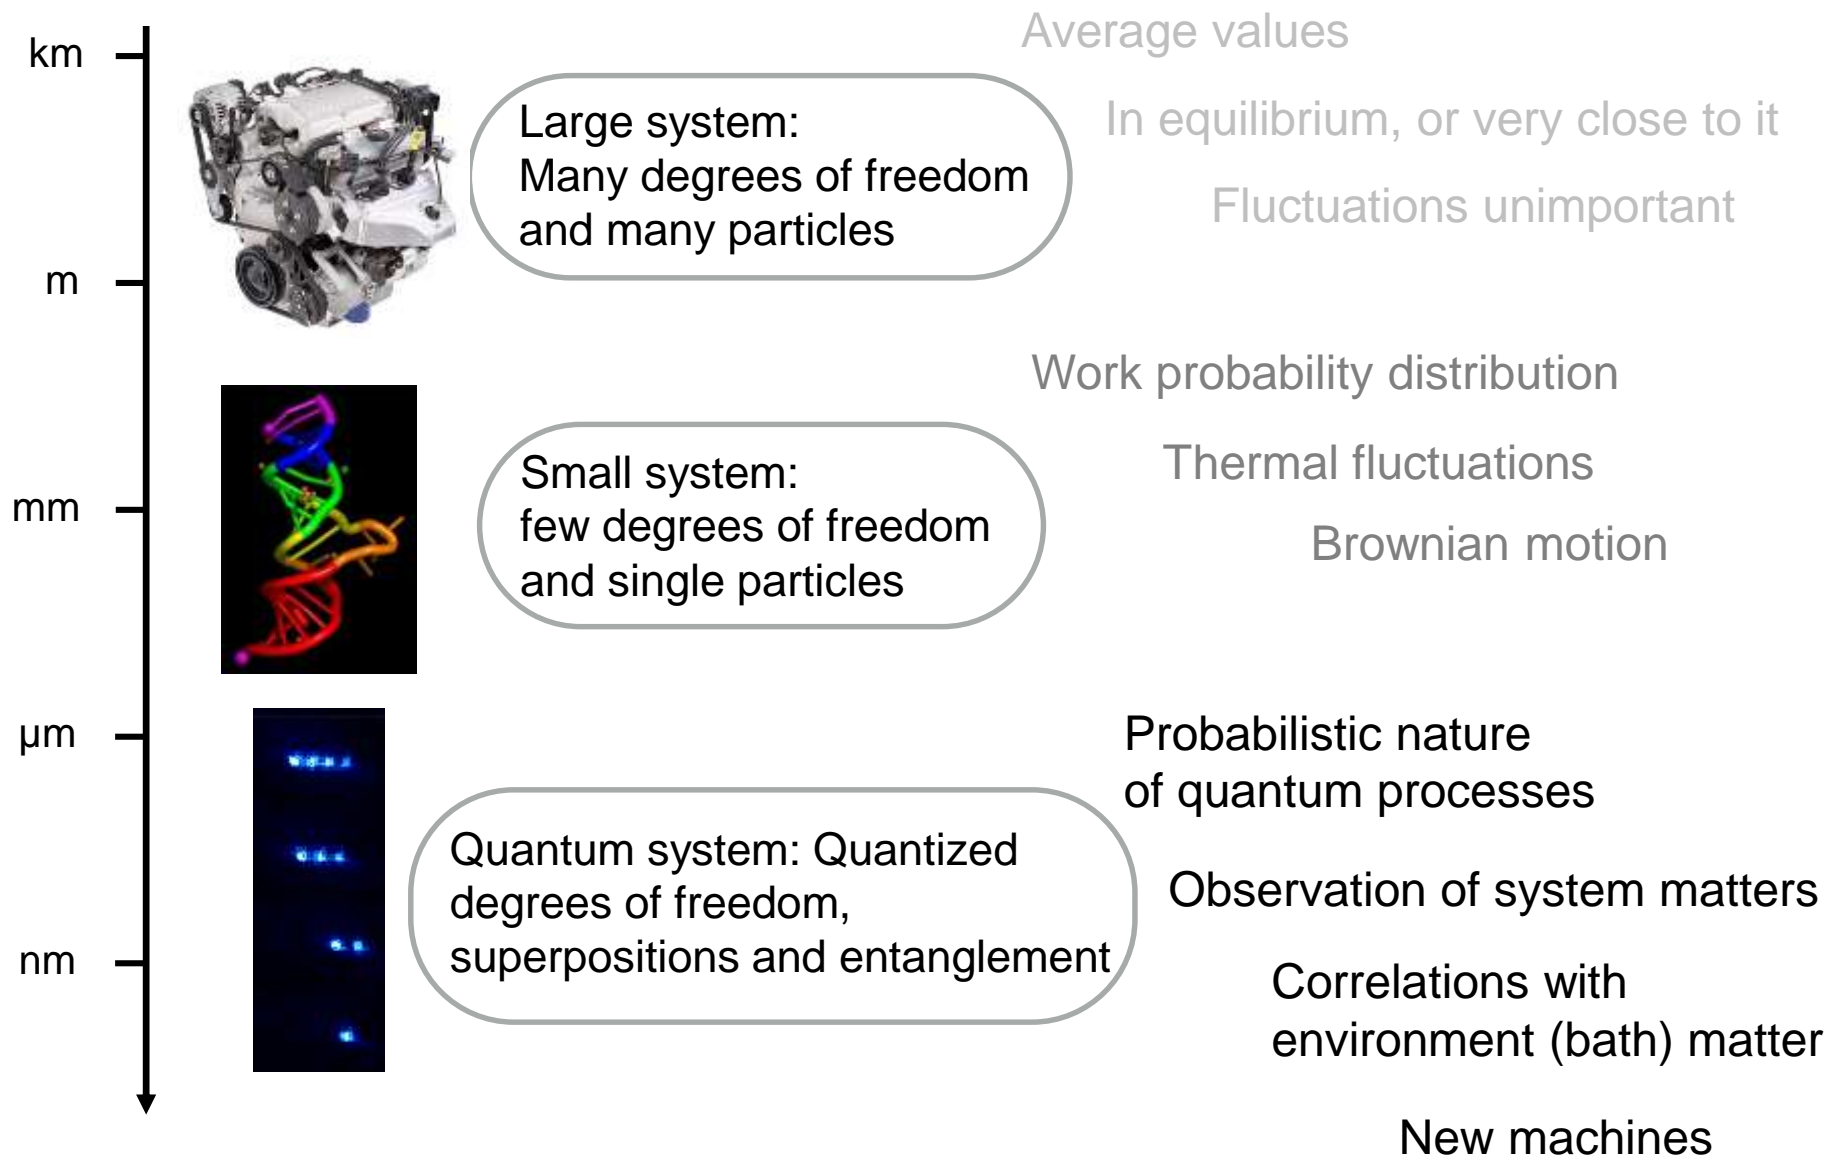 km
Average values
Large system:
Many degrees of freedom
and many particles
In equilibrium, or very close to it
Fluctuations unimportant
m
Work probability distribution
Small system:
few degrees of freedom
and single particles
Thermal fluctuations
mm
Brownian motion
µm
Probabilistic nature
of quantum processes
Quantum system: Quantized
degrees of freedom,
superpositions and entanglement
Observation of system matters
nm
Correlations with
environment (bath) matter
New machines